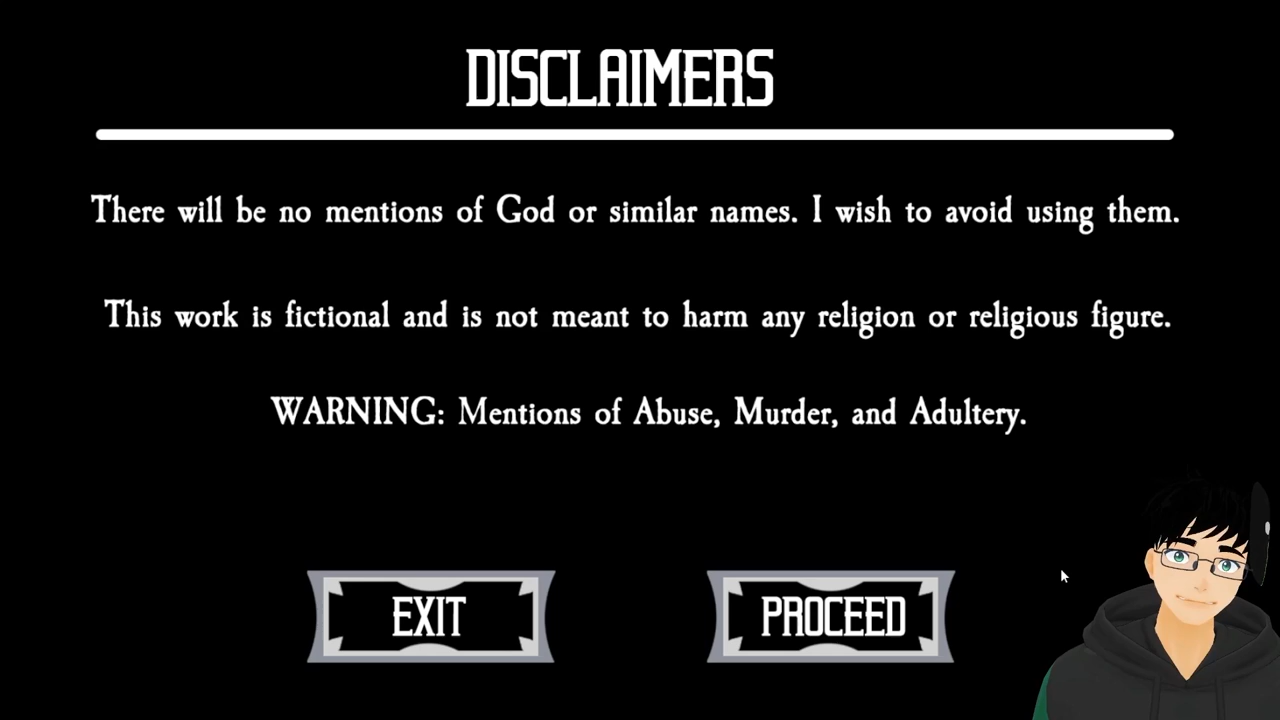 DISCLAIMERS
There will be no mentions of God or similar names. I wish to avoid using them.
This work is fictional and is not meant to harm any religion or religious figure.
WARNING: Mentions of Abuse, Murder, and Adultery.
EXIT
PROCEED